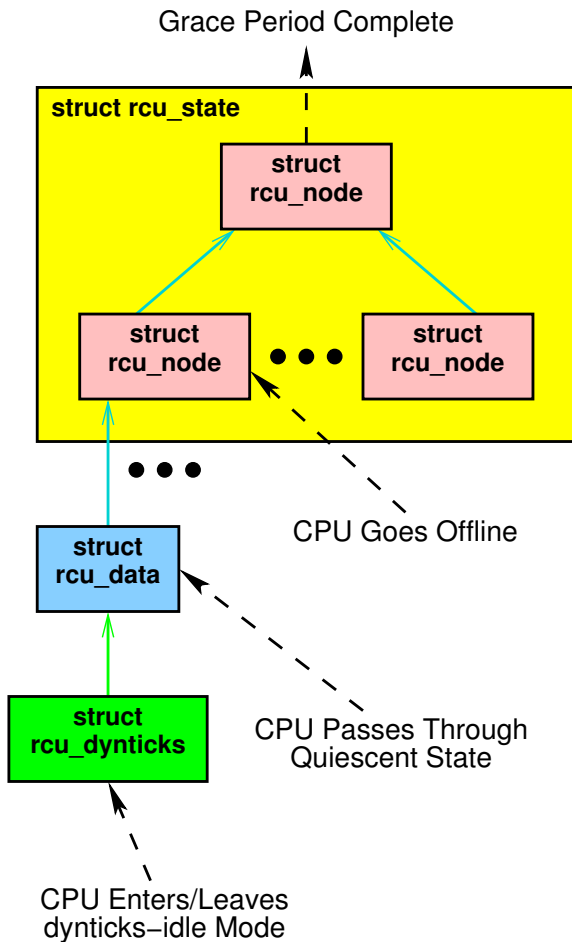 Grace Period Complete
struct rcu_state
struct
rcu_node
struct
rcu_node
struct
rcu_node
CPU Goes Offline
struct
rcu_data
struct
rcu_dynticks
CPU Passes Through
Quiescent State
CPU Enters/Leaves
dynticks−idle Mode